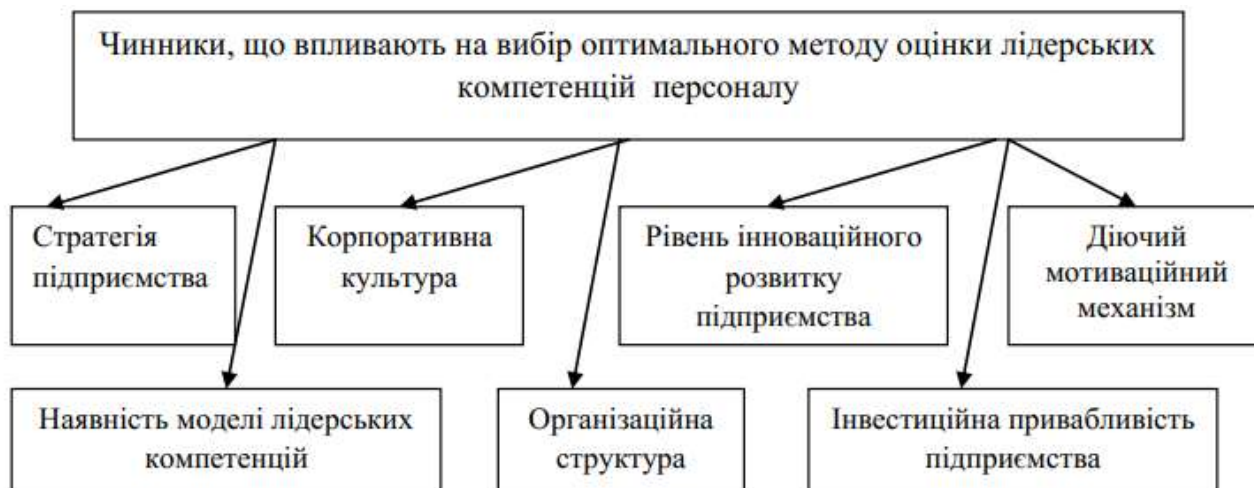 Чинники, що впливають на вибір оптимального методу оцінки лідерських
компетенцій персоналу
Стратегія
підприємства
Корпоративна
культура
Рівень інноваційного
розвитку
підприємства
Діючий
мотиваційний
механізм
Наявність моделі лідерських
компетенцій
Організаційна
структура
Інвестиційна привабливість
підприємства